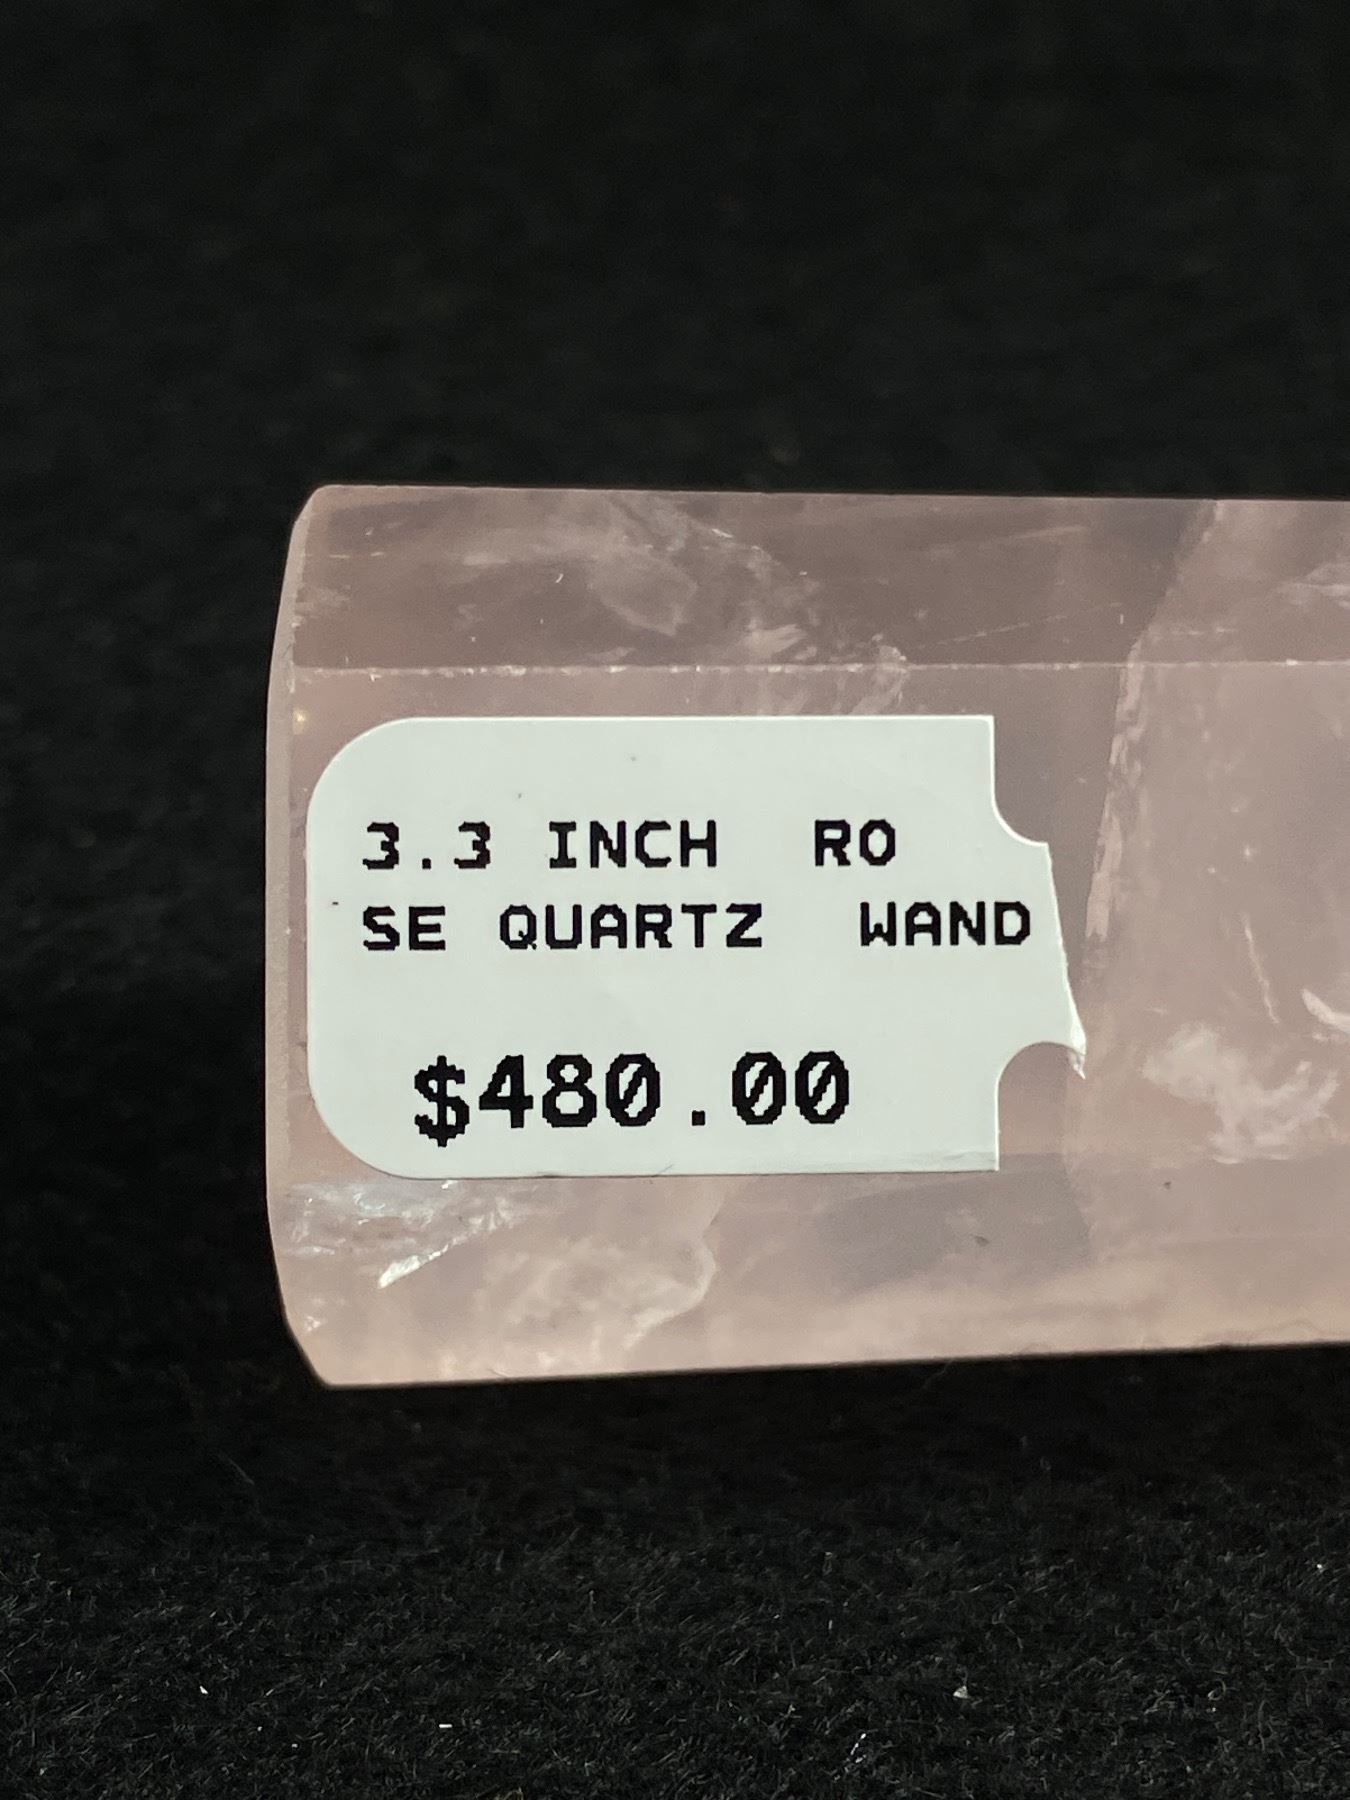 3.3 INCH RO
SE QUARTZ WAND
$480.00